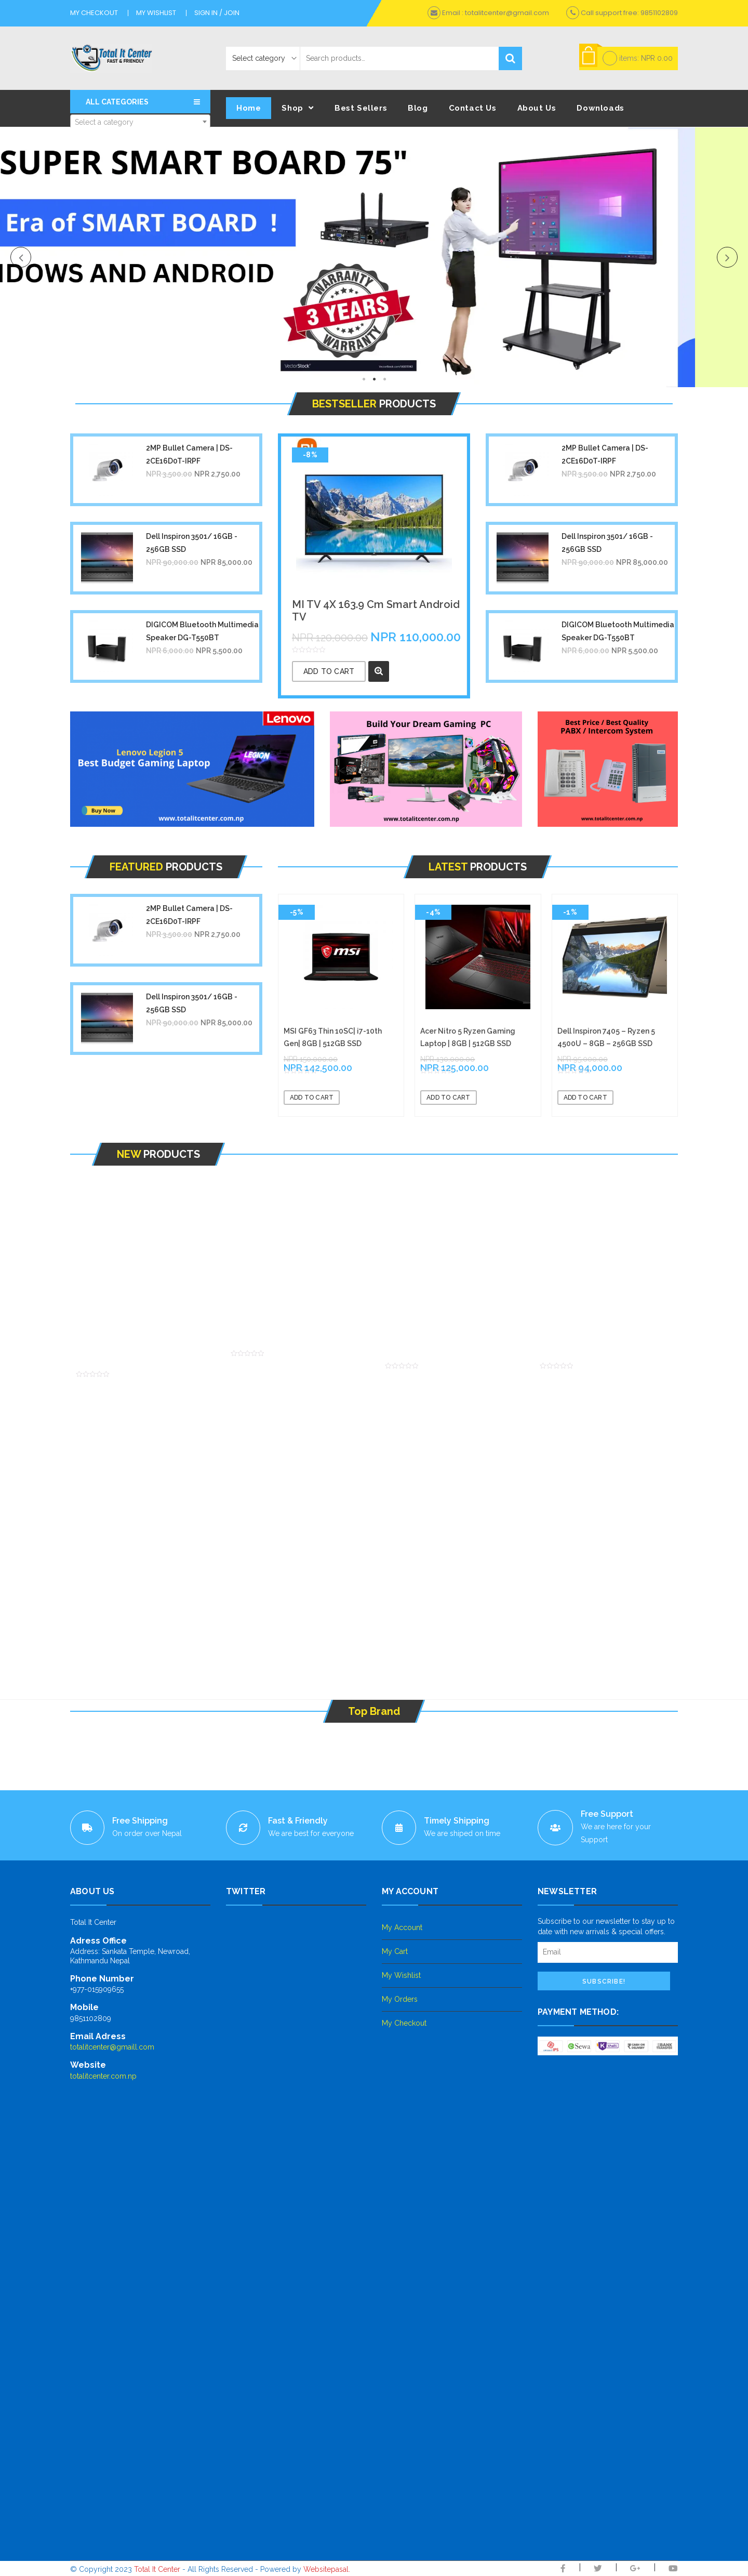 MY CHECKOUT | MY WISHLIST | SIGN IN / JOIN
Email : totalitcenter@gmail.com
Call support free: 9851102809
Total It Center
FAST & FRIENDLY
Select category
Search products..
items: NPR 0.00
ALL CATEGORIES
Select a category
Home
Shop
Best Sellers
Blog
Contact Us
About Us
Downloads
SUPER SMART BOARD 75"
Era of SMART BOARD !
NDOWS AND ANDROID
WARRANTY
3 YEARS
WARRANTY
VectorStock
BESTSELLER PRODUCTS
2MP Bullet Camera | DS-
2CE16D0T-IRPF
NPR 3,500.00 NPR 2,750.00
Dell Inspiron 3501/ 16GB -
256GB SSD
NPR 90,000.00 NPR 85,000.00
DIGICOM Bluetooth Multimedia
Speaker DG-T550BT
NPR 6,000.00 NPR 5,500.00
-8%
MI TV 4X 163.9 Cm Smart Android
TV
NPR 120,000.00 NPR 110,000.00
ADD TO CART
2MP Bullet Camera | DS-
2CE16D0T-IRPF
NPR 3,500.00 NPR 2,750.00
Dell Inspiron 3501/ 16GB -
256GB SSD
NPR 90,000.00 NPR 85,000.00
DIGICOM Bluetooth Multimedia
Speaker DG-T550BT
NPR 6,000.00 NPR 5,500.00
Lenovo
Lenovo Legion 5
Best Budget Gaming Laptop
LEGION
Buy Now
www.totalitcenter.com.np
Build Your Dream Gaming PC
www.totalitcenter.com.np
Best Price / Best Quality
PABX / Intercom System
www.totalitcenter.com.np
FEATURED PRODUCTS
2MP Bullet Camera | DS-
2CE16D0T-IRPF
NPR 3,500.00 NPR 2,750.00
Dell Inspiron 3501/ 16GB -
256GB SSD
NPR 90,000.00 NPR 85,000.00
LATEST PRODUCTS
-5%
msi
MSI GF63 Thin 10SC| i7-10th
Gen| 8GB | 512GB SSD
NPR 150,000.00
NPR 142,500.00
ADD TO CART
-4%
Acer Nitro 5 Ryzen Gaming
Laptop | 8GB | 512GB SSD
NPR 130,000.00
NPR 125,000.00
ADD TO CART
-1%
Dell Inspiron 7405 – Ryzen 5
4500U – 8GB – 256GB SSD
NPR 95,000.00
NPR 94,000.00
ADD TO CART
NEW PRODUCTS
Top Brand
Free Shipping
On order over Nepal
Fast & Friendly
We are best for everyone
Timely Shipping
We are shiped on time
Free Support
We are here for your
Support
ABOUT US
Total It Center
Adress Office
Address: Sankata Temple, Newroad,
Kathmandu Nepal
Phone Number
+977-015909655
Mobile
9851102809
Email Adress
totalitcenter@gmaill.com
Website
totalitcenter.com.np
TWITTER
MY ACCOUNT
My Account
My Cart
My Wishlist
My Orders
My Checkout
NEWSLETTER
Subscribe to our newsletter to stay up to
date with new arrivals & special offers.
Email
SUBSCRIBE!
PAYMENT METHOD:
eSewa
© Copyright 2023 Total It Center - All Rights Reserved - Powered by Websitepasal.